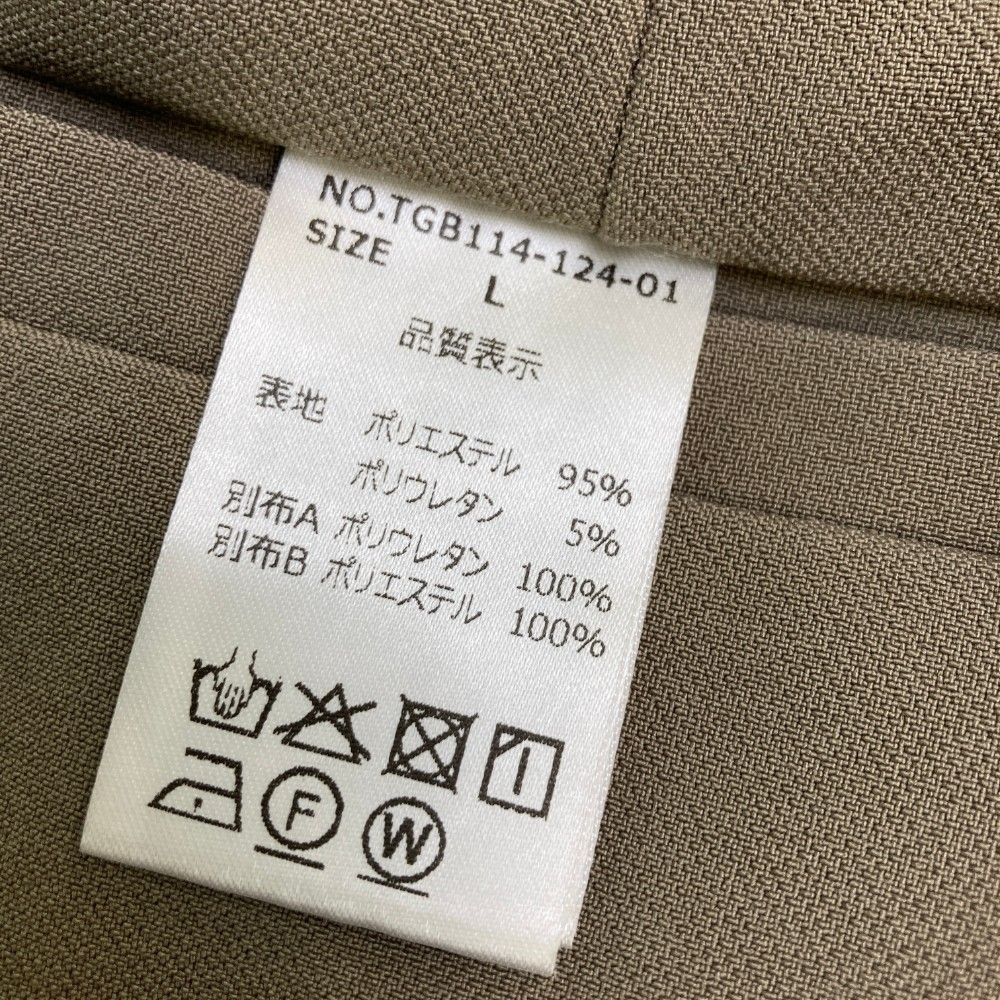 NO.TGB114-124-01
SIZE L
品質表示
表地 ポリエステル 95%
ポリウレタン 5%
別布A ポリウレタン 100%
別布B ポリエステル 100%
F W